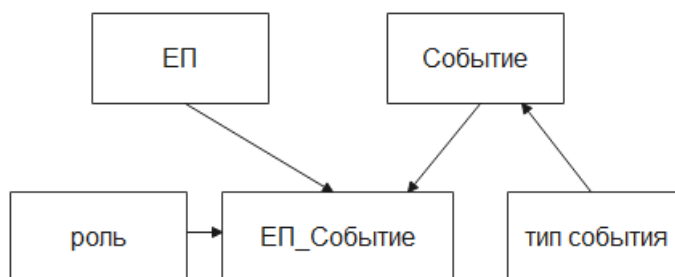 ЕП
Событие
роль
ЕП_Событие
тип события